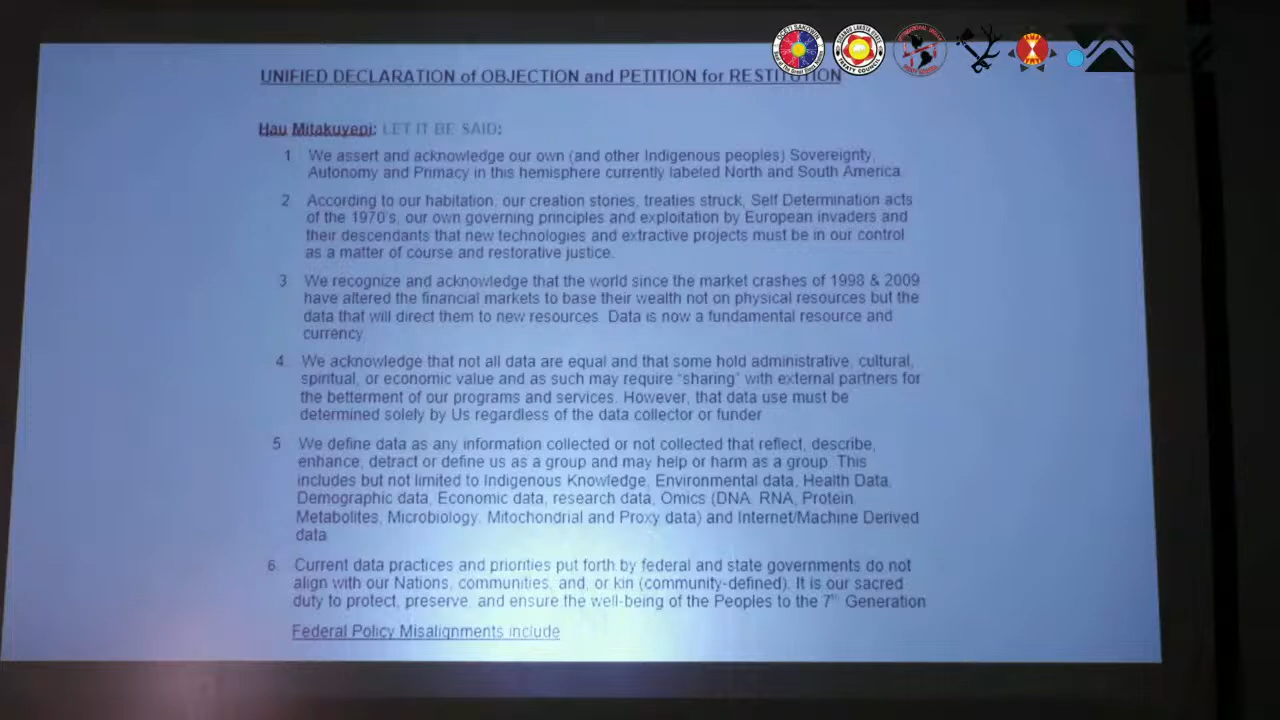 UNIFIED DECLARATION of OBJECTION and PETITION for RESTITUTION
Hau Mitakuyepi: LET IT BE SAID:
1 We assert and acknowledge our own (and other Indigenous peoples) Sovereignty,
Autonomy and Primacy in this hemisphere currently labeled North and South America.
2 According to our habitation, our creation stories, treaties struck, Self Determination acts
of the 1970's, our own governing principles and exploitation by European invaders and
their descendants that new technologies and extractive projects must be in our control
as a matter of course and restorative justice.
3 We recognize and acknowledge that the world since the market crashes of 1998 & 2009
have altered the financial markets to base their wealth not on physical resources but the
data that will direct them to new resources. Data is now a fundamental resource and
currency.
4. We acknowledge that not all data are equal and that some hold administrative, cultural,
spiritual, or economic value and as such may require "sharing" with external partners for
the betterment of our programs and services. However, that data use must be
determined solely by Us regardless of the data collector or funder
5 We define data as any information collected or not collected that reflect, describe,
enhance, detract or define us as a group and may help or harm as a group. This
includes but not limited to Indigenous Knowledge, Environmental data, Health Data,
Demographic data, Economic data, research data, Omics (DNA, RNA, Protein,
Metabolites, Microbiology, Mitochondrial and Proxy data) and Internet/Machine Derived
data
6. Current data practices and priorities put forth by federal and state governments do not
align with our Nations, communities, and, or kin (community-defined). It is our sacred
duty to protect, preserve, and ensure the well-being of the Peoples to the 7th Generation
Federal Policy Misalignments include